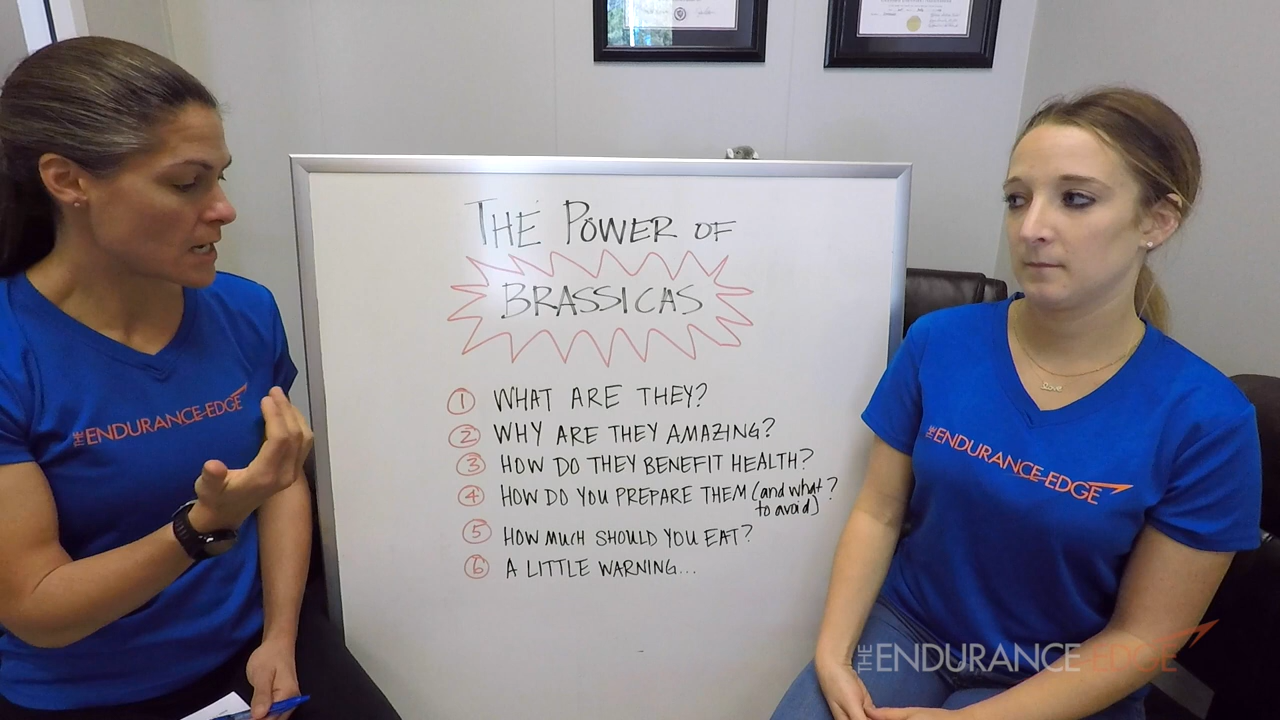 THE POWER OF
BRASSICAS
1 WHAT ARE THEY?
2 WHY ARE THEY AMAZING?
3 HOW DO THEY BENEFIT HEALTH?
4 HOW DO YOU PREPARE THEM (and what ?
to avoid)
5 HOW MUCH SHOULD YOU EAT?
6 A LITTLE WARNING...
THE ENDURANCE EDGE
THE ENDURANCE EDGE
THE ENDURANCE EDGE
love